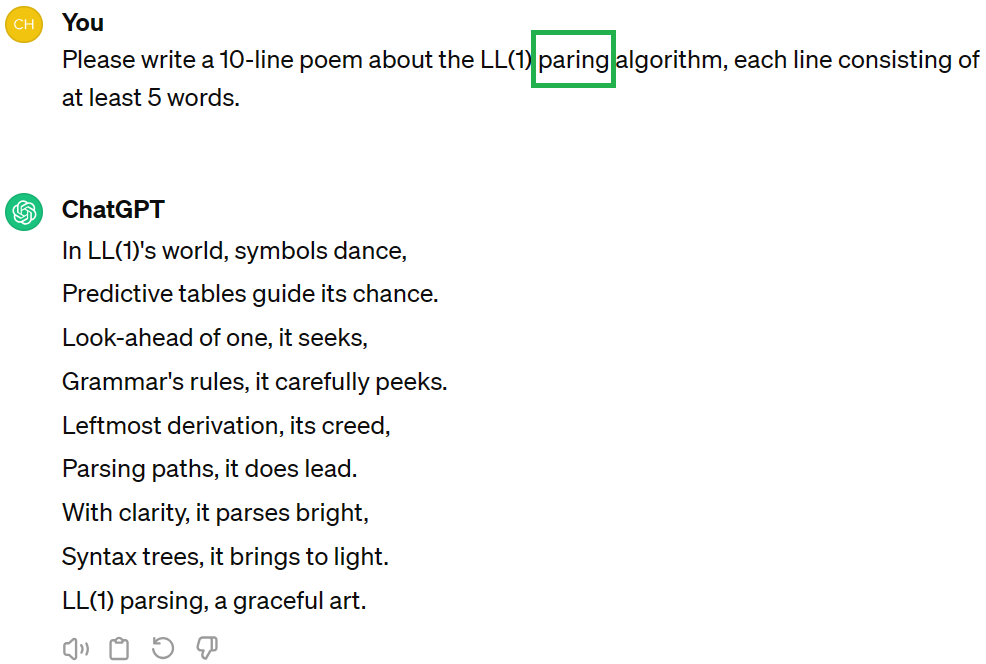 CH
You
Please write a 10-line poem about the LL(1) paring algorithm, each line consisting of
at least 5 words.
ChatGPT
In LL(1)'s world, symbols dance,
Predictive tables guide its chance.
Look-ahead of one, it seeks,
Grammar's rules, it carefully peeks.
Leftmost derivation, its creed,
Parsing paths, it does lead.
With clarity, it parses bright,
Syntax trees, it brings to light.
LL(1) parsing, a graceful art.